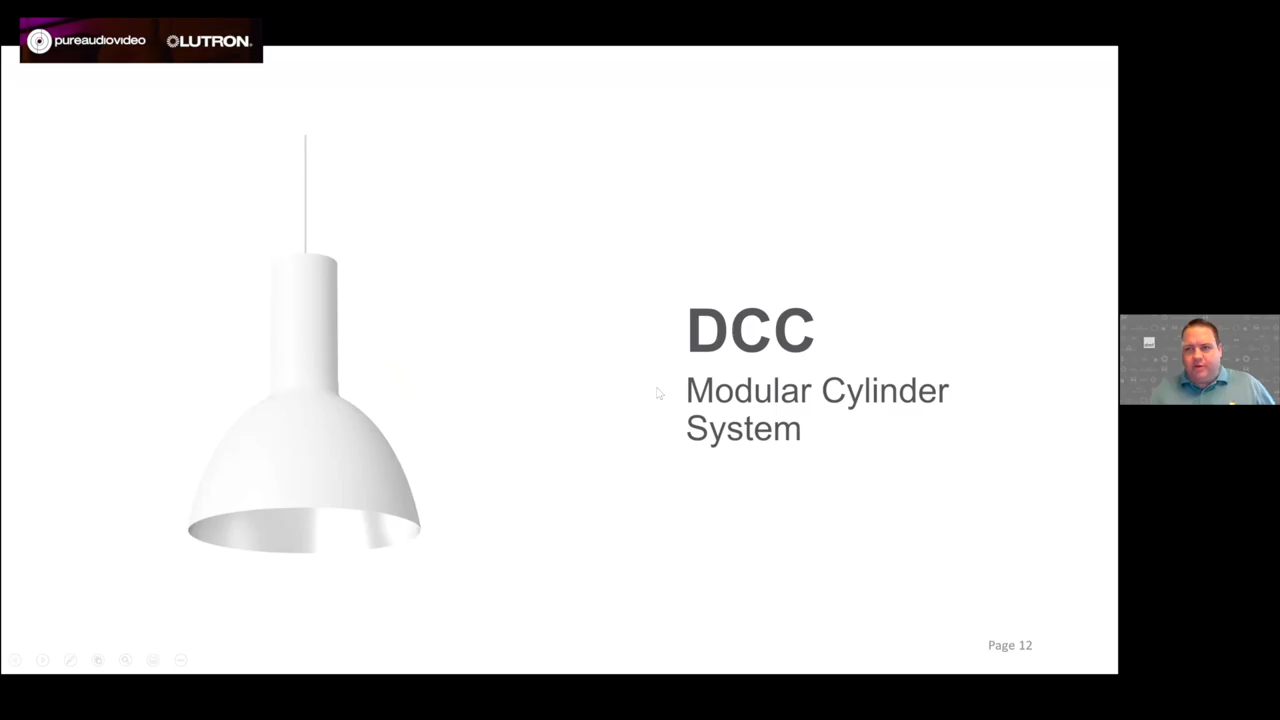 pureaudiovideo
LUTRON
DCC
Modular Cylinder
System
Page 12